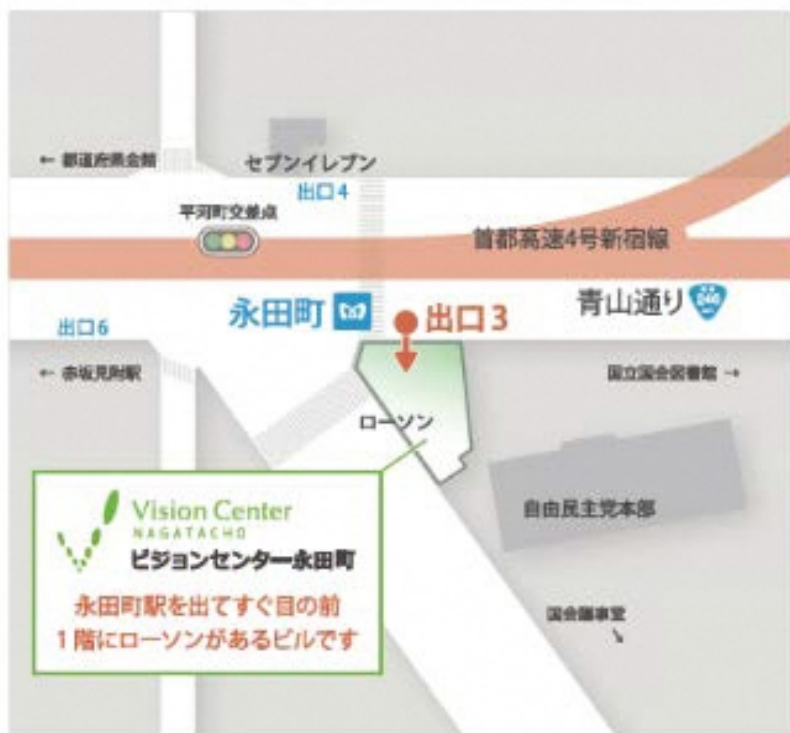 ← 都道府県会館
セブンイレブン
出口4
平河町交差点
首都高速4号新宿線
永田町
出口3
青山通り
246
出口6
← 赤坂見附駅
国立国会図書館 →
ローソン
自由民主党本部
Vision Center
NAGATACHO
ビジョンセンター永田町
永田町駅を出てすぐ目の前
1階にローソンがあるビルです
国会議事堂